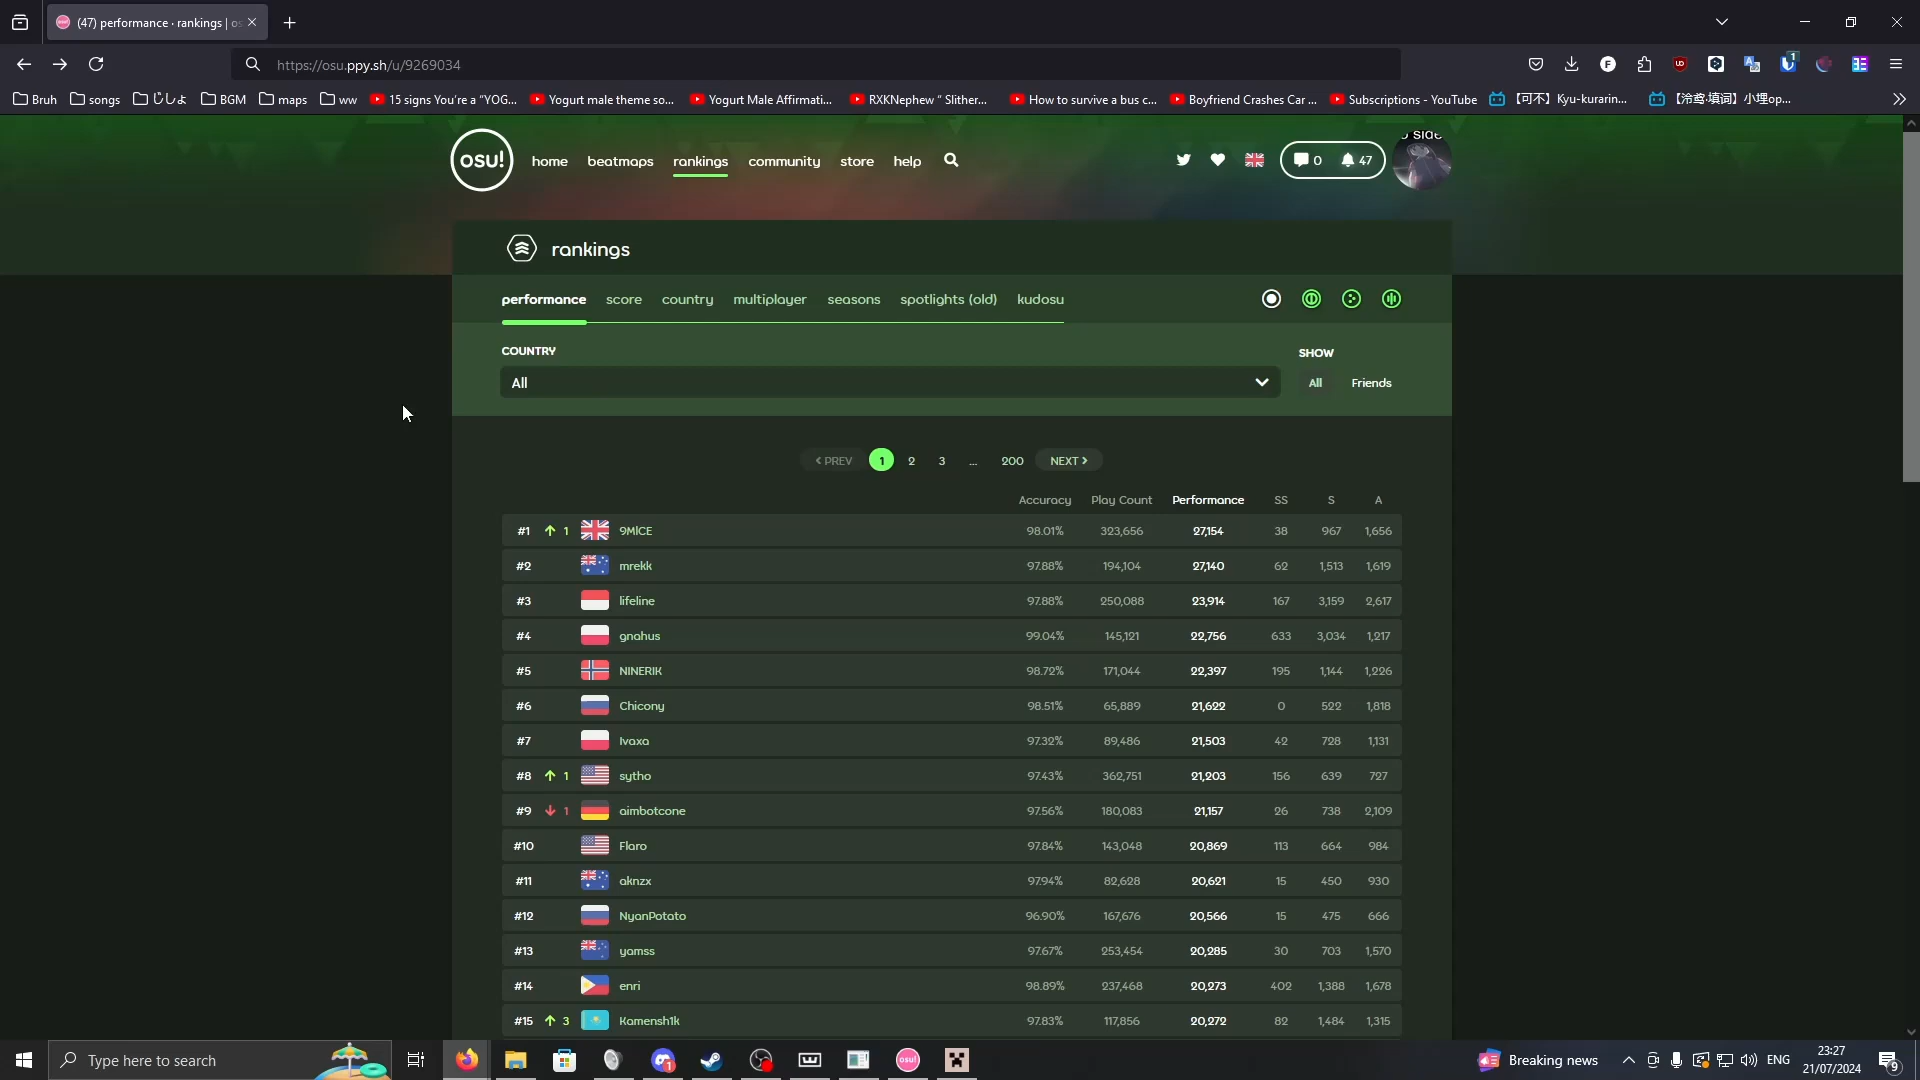 (47) performance · rankings | os
https://osu.ppy.sh/u/9269034
Bruh songs じしょ BGM maps ww 15 signs You're a "YOG... Yogurt male theme so... Yogurt Male Affirmati... RXKNephew " Slither... How to survive a bus c... Boyfriend Crashes Car ... Subscriptions - YouTube 【可不】Kyu-kurarin... 【泠鸢·填词】小埋op...
osu! home beatmaps rankings community store help 0 47
rankings
performance score country multiplayer seasons spotlights (old) kudosu
COUNTRY SHOW
All All Friends
PREV 1 2 3 ... 200 NEXT
Accuracy Play Count Performance SS S A
#1 1 9MlCE 98.01% 323,656 27,154 38 967 1,656
#2 mrekk 97.88% 194,104 27,140 62 1,513 1,619
#3 lifeline 97.88% 250,088 23,914 167 3,159 2,617
#4 gnahus 99.04% 145,121 22,756 633 3,034 1,217
#5 NINERIK 98.72% 171,044 22,397 195 1,144 1,226
#6 Chicony 98.51% 65,889 21,622 0 522 1,818
#7 Ivaxa 97.32% 89,486 21,503 42 728 1,131
#8 1 sytho 97.43% 362,751 21,203 156 639 727
#9 1 aimbotcone 97.56% 180,083 21,157 26 738 2,109
#10 Flaro 97.84% 143,048 20,869 113 664 984
#11 aknzx 97.94% 82,628 20,621 15 450 930
#12 NyanPotato 96.90% 167,676 20,566 15 475 666
#13 yamss 97.67% 253,454 20,285 30 703 1,570
#14 enri 98.89% 237,468 20,273 402 1,388 1,678
#15 3 Kamensh1k 97.83% 117,856 20,272 82 1,484 1,315
Type here to search Breaking news ENG 23:27
21/07/2024 9